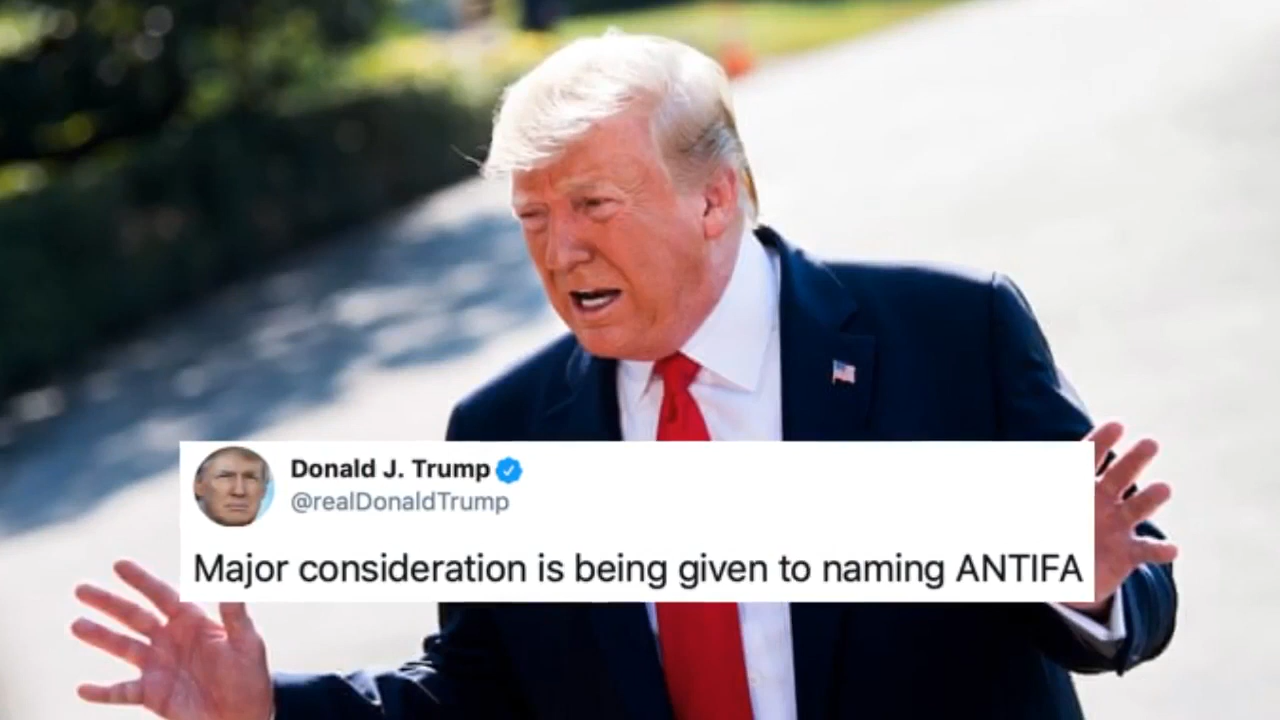 Donald J. Trump
@realDonaldTrump
Major consideration is being given to naming ANTIFA